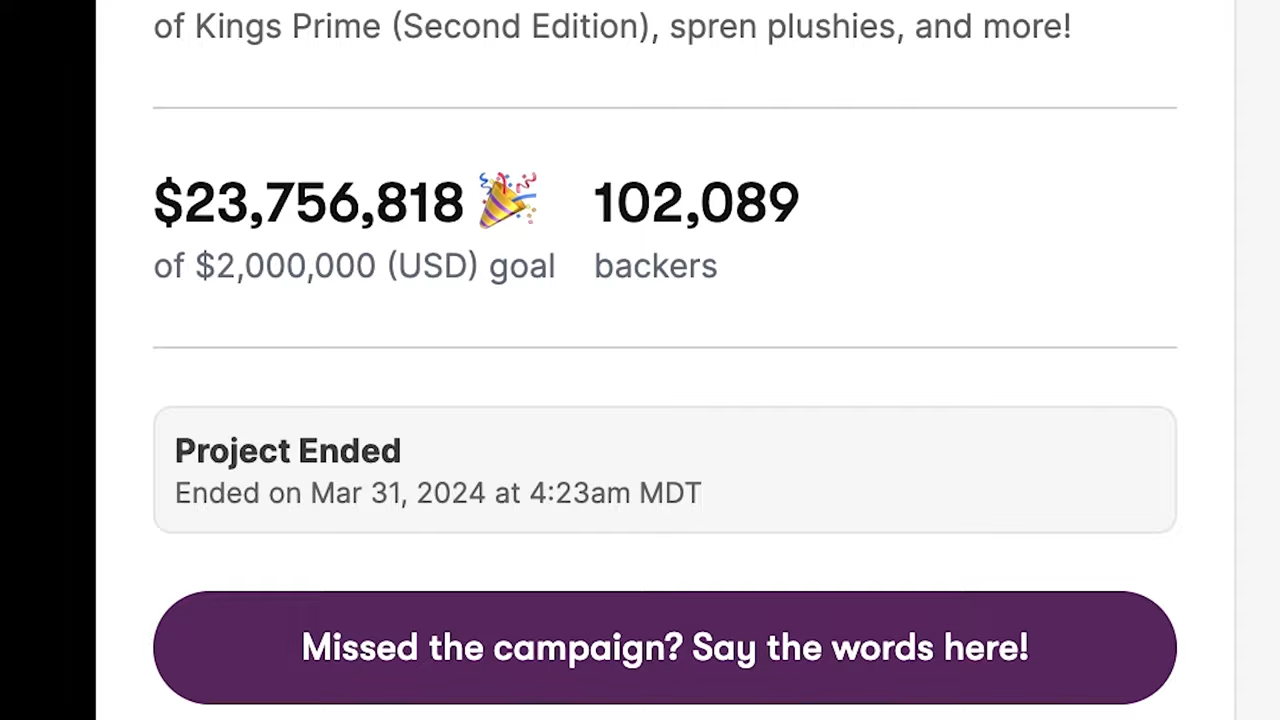 of Kings Prime (Second Edition), spren plushies, and more!
$23,756,818 🎉 102,089
of $2,000,000 (USD) goal backers
Project Ended
Ended on Mar 31, 2024 at 4:23am MDT
Missed the campaign? Say the words here!